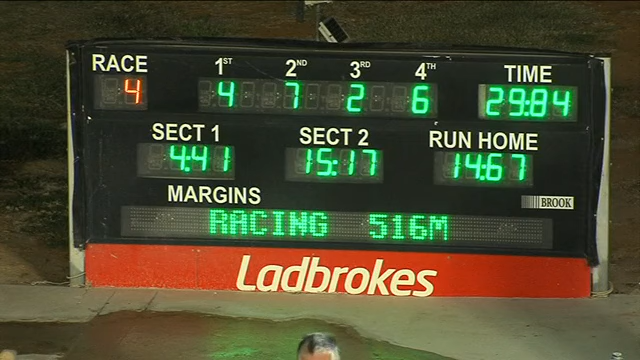 RACE 1ST 2ND 3RD 4TH TIME
4 4 7 2 6 29:84
SECT 1 SECT 2 RUN HOME
4:41 15:17 14:67
MARGINS
BROOK
RACING 516M
Ladbrokes